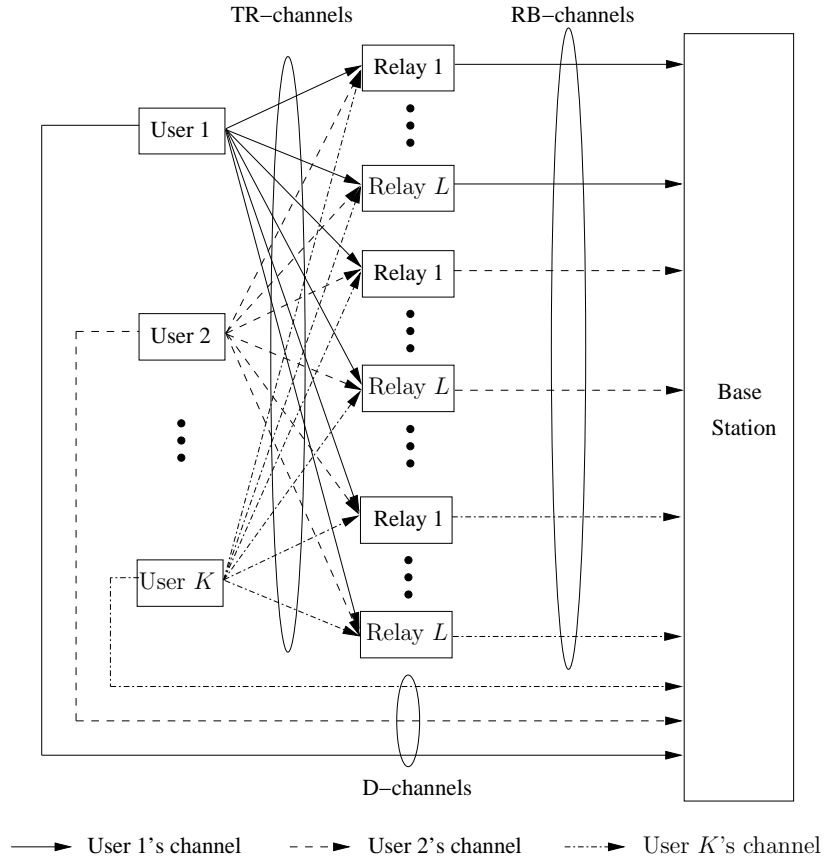 TR−channels
RB−channels
Relay 1
User 1
Relay L
Relay 1
User 2
Relay L
Base
Station
Relay 1
User K
Relay L
D−channels
User 1's channel
User 2's channel
User K's channel